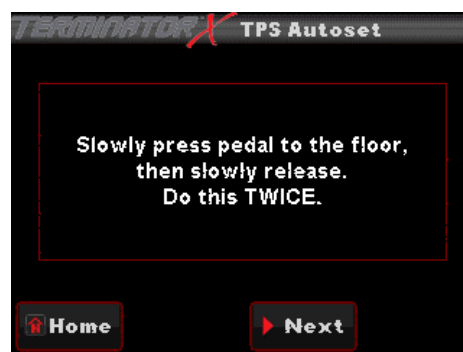 TERMINATOR X TPS Autoset
Slowly press pedal to the floor,
then slowly release.
Do this TWICE.
Home Next